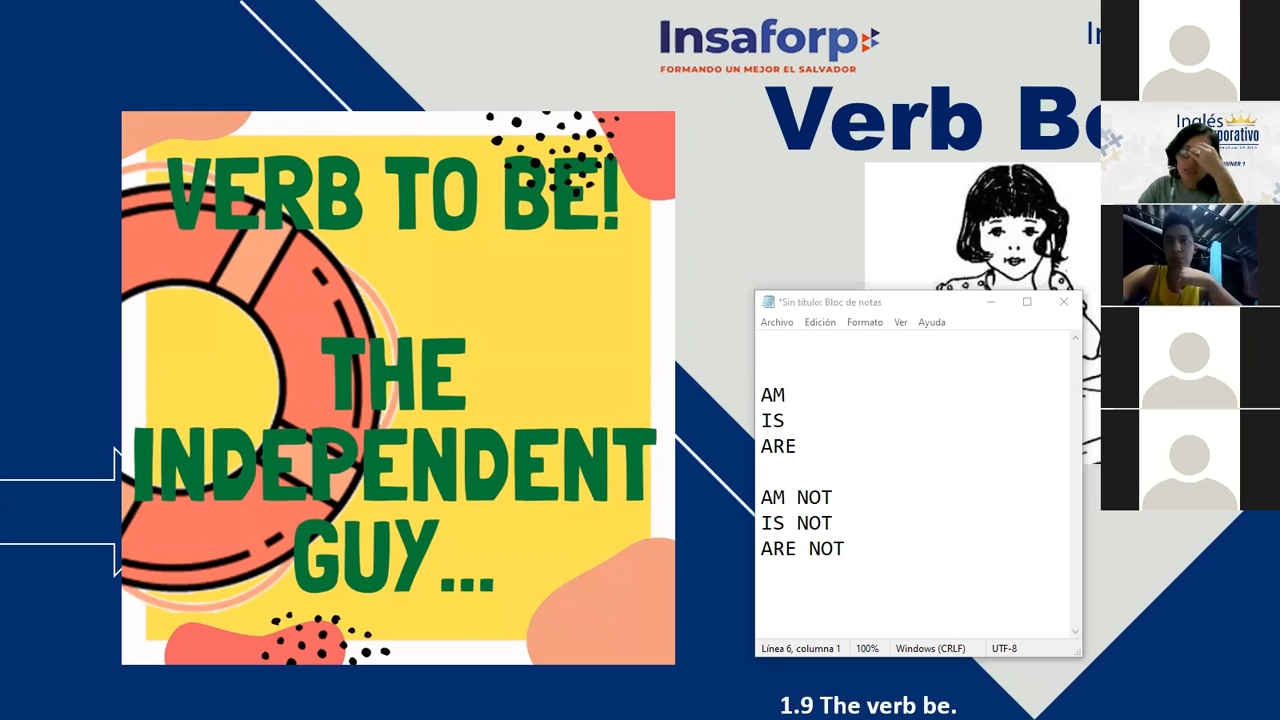 Insaforp
FORMANDO UN MEJOR EL SALVADOR
Verb
VERB TO BE!
THE
INDEPENDENT
GUY...
Inglés
*Sin título: Bloc de notas
Archivo Edición Formato Ver Ayuda
AM
IS
ARE
AM NOT
IS NOT
ARE NOT
Línea 6, columna 1 100% Windows (CRLF) UTF-8
1.9 The verb be.